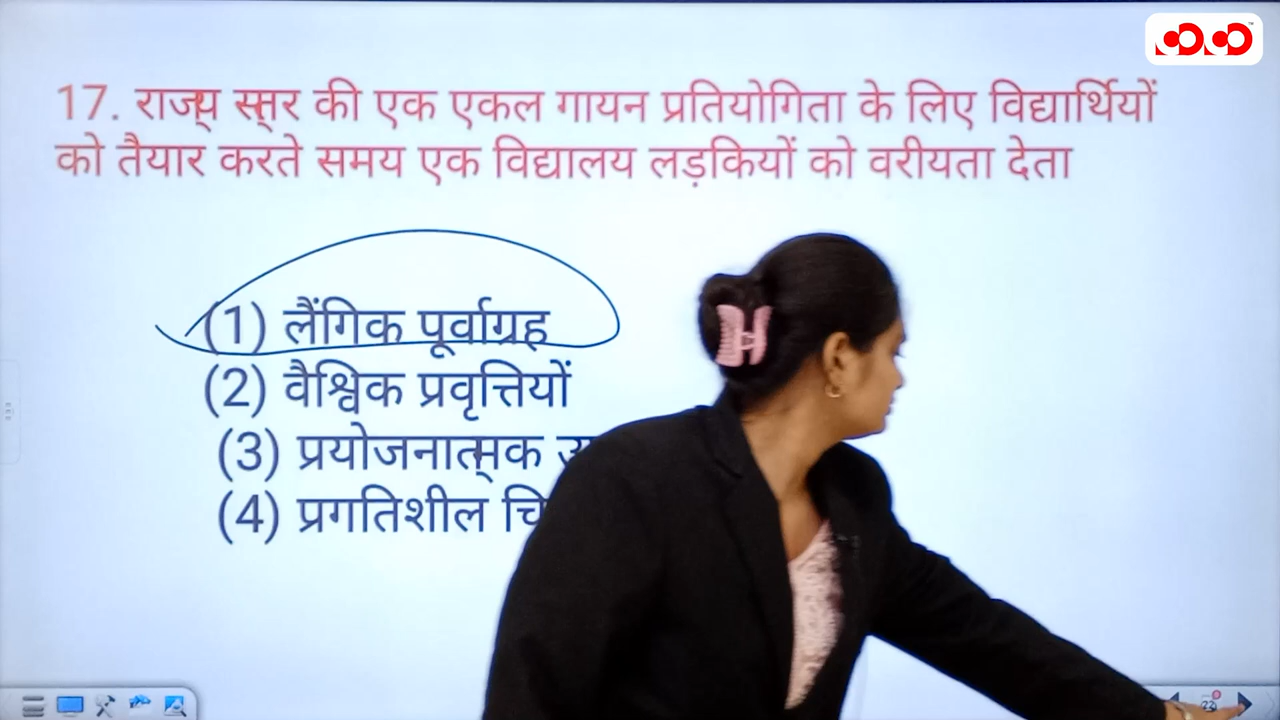 17. राज्य स्तर की एक एकल गायन प्रतियोगिता के लिए विद्यार्थियों
को तैयार करते समय एक विद्यालय लड़कियों को वरीयता देता
(1) लैंगिक पूर्वाग्रह
(2) वैश्विक प्रवृत्तियों
(3) प्रयोजनात्मक
(4) प्रगतिशील
22